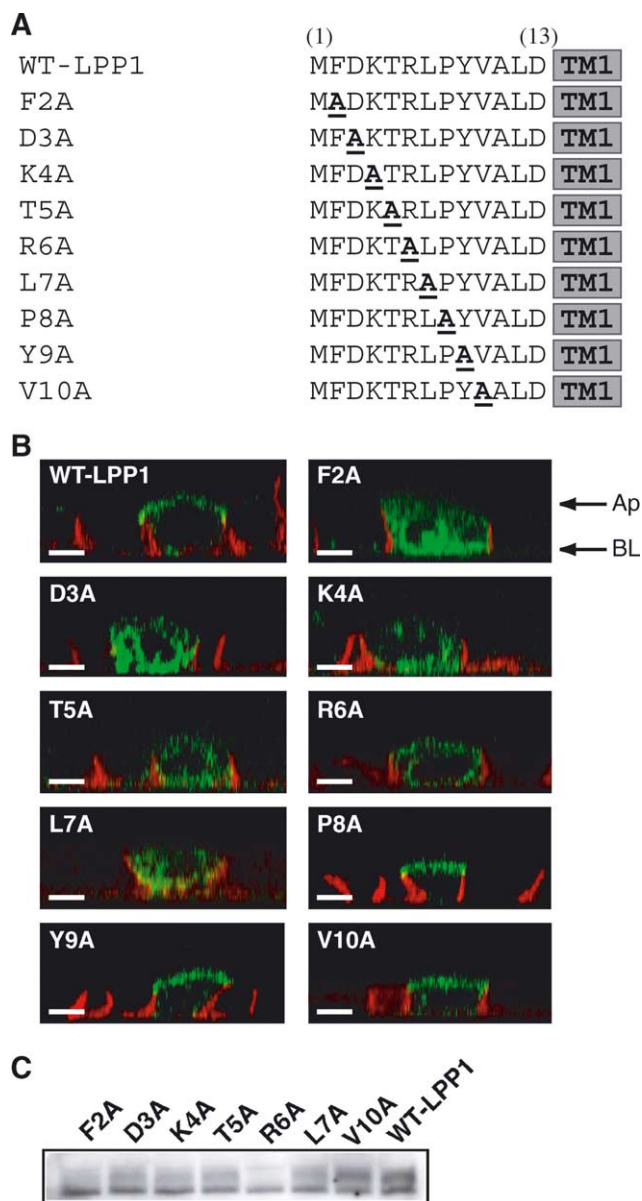 A
(1) (13)
WT-LPP1 MFDKTRLPYVALD TM1
F2A MADKTRLPYVALD TM1
D3A MFAKTRLPYVALD TM1
K4A MFDATRLPYVALD TM1
T5A MFDKARLPYVALD TM1
R6A MFDKTALPYVALD TM1
L7A MFDKTRAPYVALD TM1
P8A MFDKTRLAYVALD TM1
Y9A MFDKTRLPAVALD TM1
V10A MFDKTRLPYAALD TM1
B
WT-LPP1 F2A Ap
BL
D3A K4A
T5A R6A
L7A P8A
Y9A V10A
C
F2A D3A K4A T5A R6A L7A V10A WT-LPP1